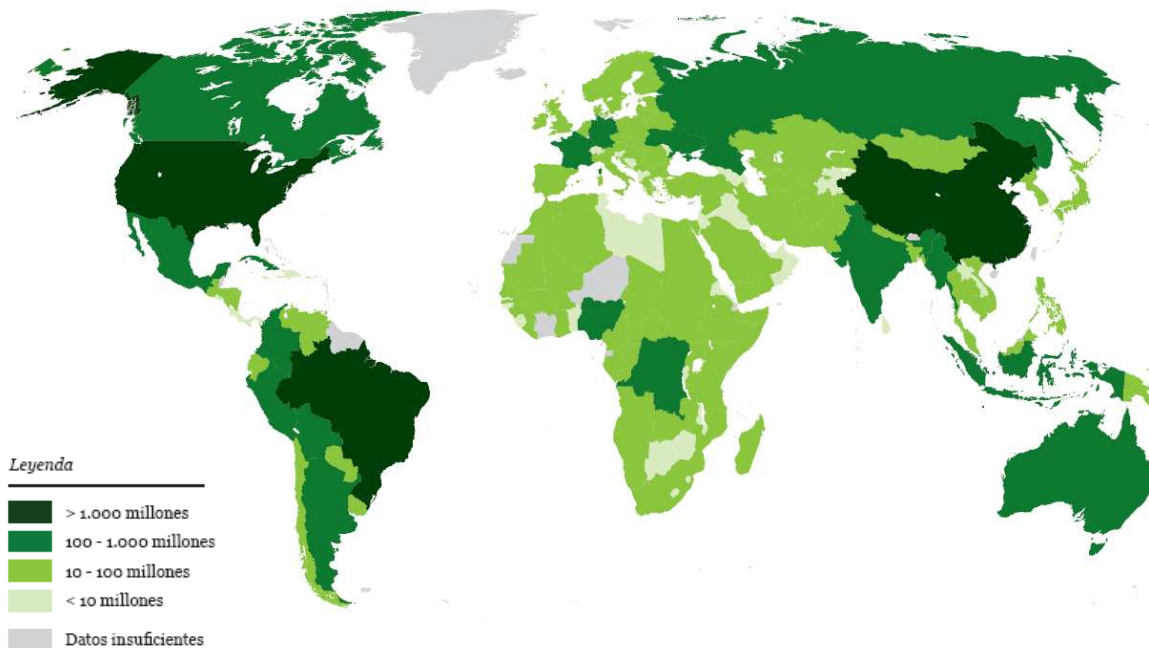 Leyenda
> 1.000 millones
100 - 1.000 millones
10 - 100 millones
< 10 millones
Datos insuficientes